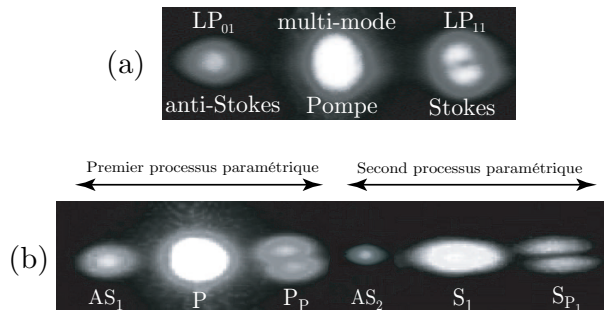 LP01 multi-mode LP11
(a)
anti-Stokes Pompe Stokes
Premier processus paramétrique Second processus paramétrique
(b)
AS1 P PP AS2 S1 SP1